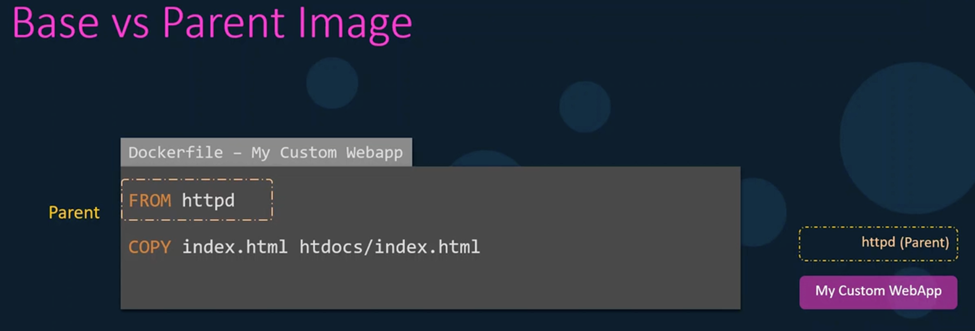 Base vs Parent Image
Dockerfile – My Custom Webapp
Parent
FROM httpd
COPY index.html htdocs/index.html
httpd (Parent)
My Custom WebApp